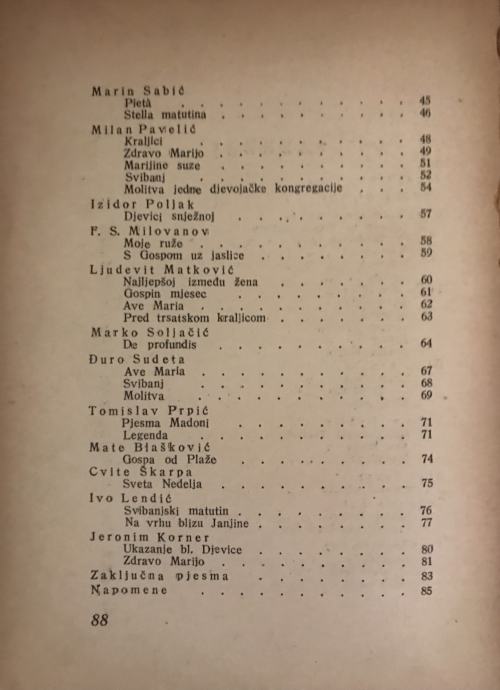 Marin Sabić
Pietà . . . . . . . . . . . 45
Stella matutina . . . . . . . . . 46
Milan Pavelić
Kraljici . . . . . . . . . . 48
Zdravo Marijo . . . . . . . . . . 49
Marijine suze . . . . . . . . . . 51
Svibanj . . . . . . . . . . 52
Molitva jedne djevojačke kongregacije . . . 54
Izidor Poljak
Djevici snježnoj . . . . . . . . 57
F. S. Milovanov
Moje ruže . . . . . . . . . . 58
S Gospom uz jaslice . . . . . . . . 59
Ljudevit Matković
Najljepšoj između žena . . . . . . . 60
Gospin mjesec . . . . . . . . 61
Ave Maria . . . . . . . . . . 62
Pred trsatskom kraljicom . . . . . . 63
Marko Soljačić
De profundis . . . . . . . . . 64
Đuro Sudeta
Ave Maria . . . . . . . . . . 67
Svibanj . . . . . . . . . . 68
Molitva . . . . . . . . . . 69
Tomislav Prpić
Pjesma Madoni . . . . . . . . 71
Legenda . . . . . . . . . . 71
Mate Blašković
Gospa od Plaže . . . . . . . . 74
Cvite Škarpa
Sveta Nedelja . . . . . . . . . 75
Ivo Lendić
Svibanjski matutin . . . . . . . . 76
Na vrhu blizu Janjine . . . . . . . 77
Jeronim Korner
Ukazanje bl. Djevice . . . . . . . 80
Zdravo Marijo . . . . . . . . . 81
Zaključna pjesma . . . . . . . 83
Napomene . . . . . . . . . . 85
88